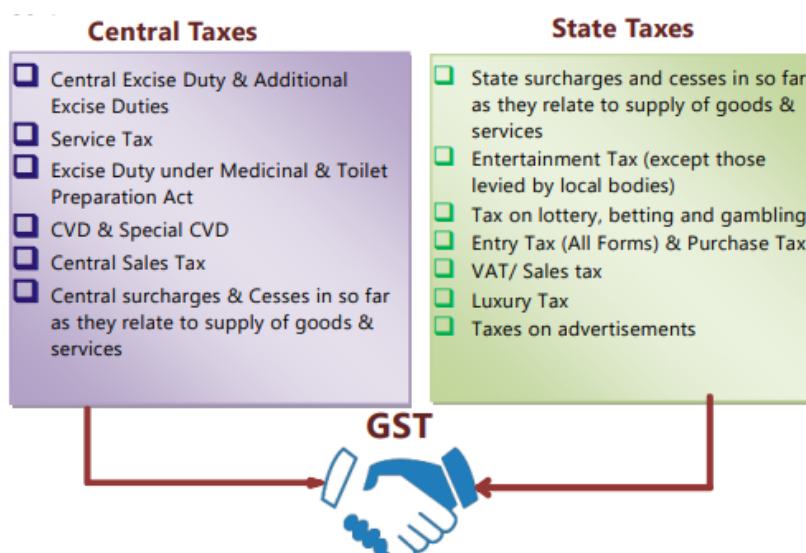 Central Taxes
Central Excise Duty & Additional
Excise Duties
Service Tax
Excise Duty under Medicinal & Toilet
Preparation Act
CVD & Special CVD
Central Sales Tax
Central surcharges & Cesses in so far
as they relate to supply of goods &
services
State Taxes
State surcharges and cesses in so far
as they relate to supply of goods &
services
Entertainment Tax (except those
levied by local bodies)
Tax on lottery, betting and gambling
Entry Tax (All Forms) & Purchase Tax
VAT/ Sales tax
Luxury Tax
Taxes on advertisements
GST